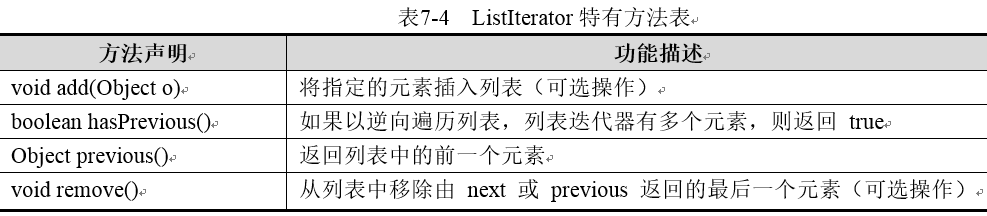 表7-4 ListIterator 特有方法表
方法声明 功能描述
void add(Object o) 将指定的元素插入列表（可选操作）
boolean hasPrevious() 如果以逆向遍历列表，列表迭代器有多个元素，则返回 true
Object previous() 返回列表中的前一个元素
void remove() 从列表中移除由 next 或 previous 返回的最后一个元素（可选操作）